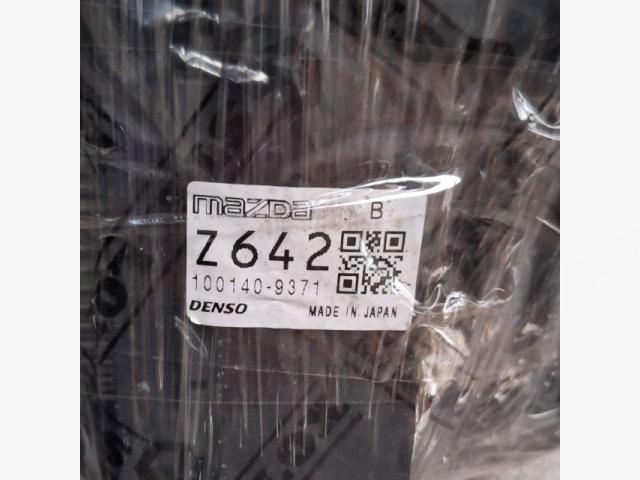 mazda B
Z642
100140-9371
DENSO MADE IN JAPAN